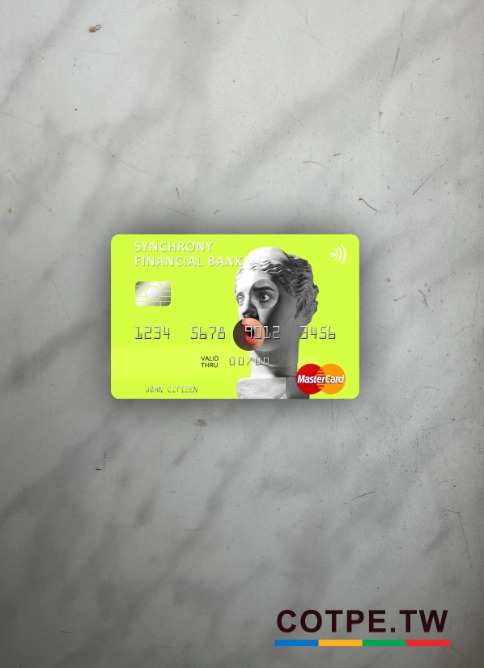 SYNCHRONY
FINANCIAL BANK
1234 5678 9012 3456
VALID
THRU 00/00
JOHN CITIZEN
MasterCard
COTPE.TW